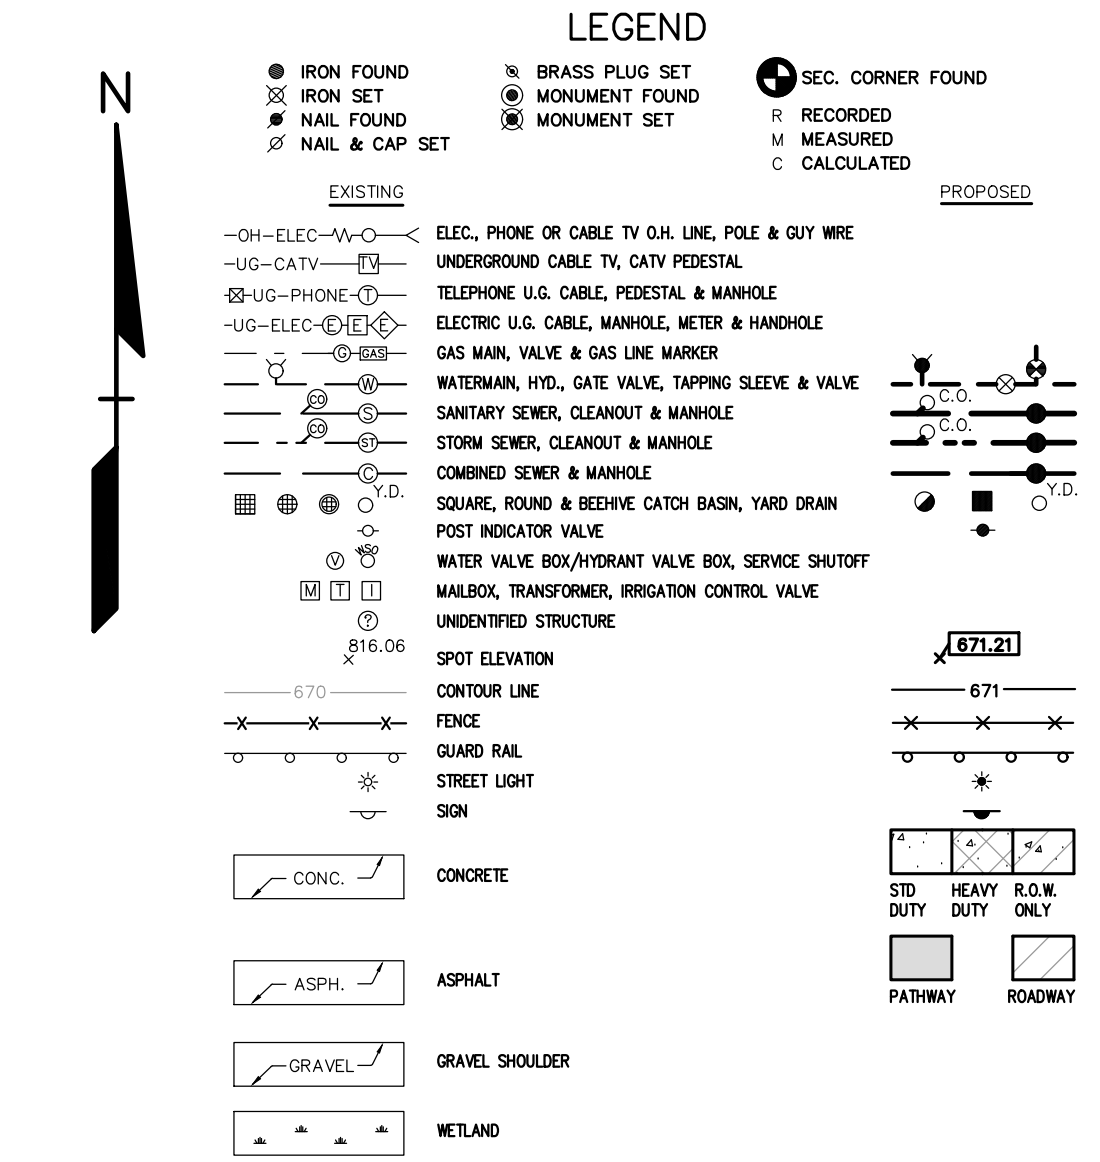 LEGEND
N
IRON FOUND
IRON SET
NAIL FOUND
NAIL & CAP SET
BRASS PLUG SET
MONUMENT FOUND
MONUMENT SET
SEC. CORNER FOUND
R RECORDED
M MEASURED
C CALCULATED
EXISTING
PROPOSED
OH-ELEC ELEC., PHONE OR CABLE TV O.H. LINE, POLE & GUY WIRE
UG-CATV TV UNDERGROUND CABLE TV, CATV PEDESTAL
UG-PHONE T TELEPHONE U.G. CABLE, PEDESTAL & MANHOLE
UG-ELEC E E E ELECTRIC U.G. CABLE, MANHOLE, METER & HANDHOLE
G GAS GAS MAIN, VALVE & GAS LINE MARKER
W WATERMAIN, HYD., GATE VALVE, TAPPING SLEEVE & VALVE
CO S SANITARY SEWER, CLEANOUT & MANHOLE C.O.
CO ST STORM SEWER, CLEANOUT & MANHOLE C.O.
C COMBINED SEWER & MANHOLE
Y.D. SQUARE, ROUND & BEEHIVE CATCH BASIN, YARD DRAIN Y.D.
POST INDICATOR VALVE
V WSO WATER VALVE BOX/HYDRANT VALVE BOX, SERVICE SHUTOFF
M T I MAILBOX, TRANSFORMER, IRRIGATION CONTROL VALVE
? UNIDENTIFIED STRUCTURE
816.06 SPOT ELEVATION 671.21
670 CONTOUR LINE 671
FENCE
GUARD RAIL
STREET LIGHT
SIGN
CONC. CONCRETE
STD DUTY
HEAVY DUTY
R.O.W. ONLY
ASPH. ASPHALT
PATHWAY ROADWAY
GRAVEL GRAVEL SHOULDER
WETLAND